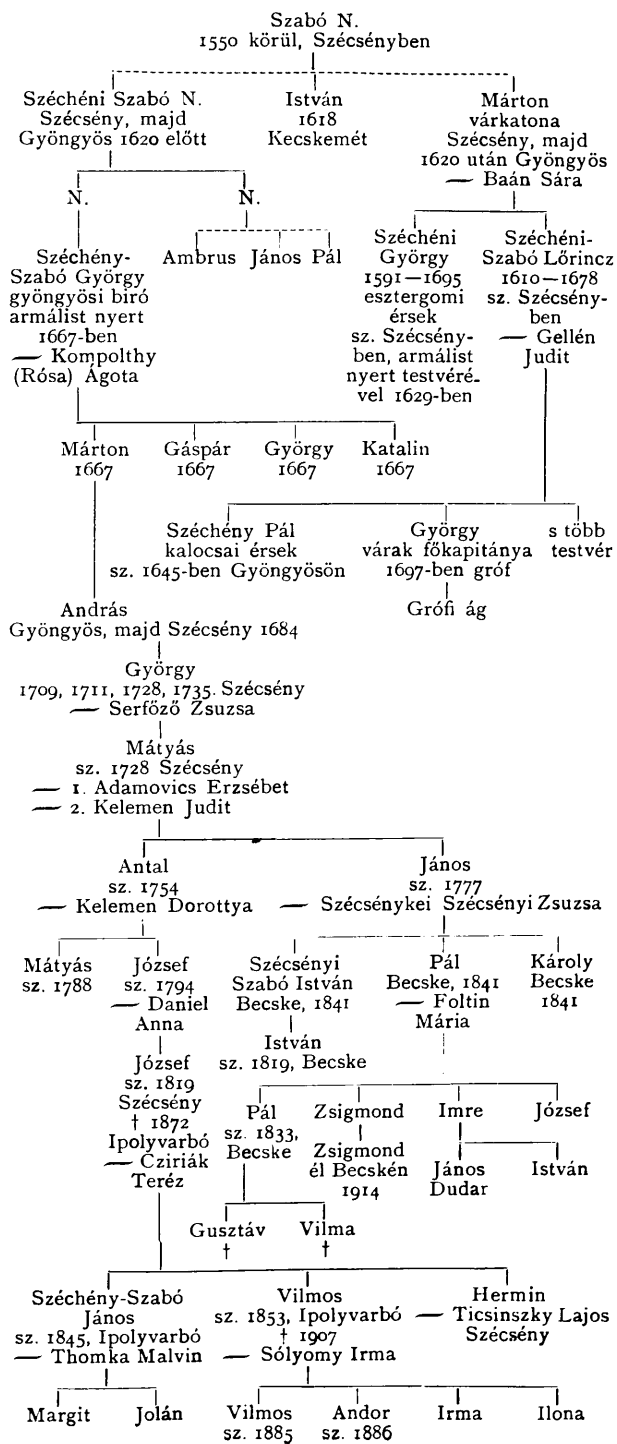 Szabó N.
1550 körül, Szécsényben
Széchéni Szabó N.
Szécsény, majd
Gyöngyös 1620 előtt
István
1618
Kecskemét
Márton
várkatona
Szécsény, majd
1620 után Gyöngyös
— Baán Sára
N.
N.
Széchény-
Szabó György
gyöngyösi biró
armálist nyert
1667-ben
— Kompolthy
(Rósa) Ágota
Ambrus
János
Pál
Széchéni
György
1591—1695
esztergomi
érsek
sz. Szécsény-
ben, armálist
nyert testvéré-
vel 1629-ben
Széchéni-
Szabó Lőrincz
1610—1678
sz. Szécsény-
ben
— Gellén
Judit
Márton
1667
Gáspár
1667
György
1667
Katalin
1667
Széchény Pál
kalocsai érsek
sz. 1645-ben Gyöngyösön
György
várak főkapitánya
1697-ben gróf
s több
testvér
Grófi ág
András
Gyöngyös, majd Szécsény 1684
György
1709, 1711, 1728, 1735. Szécsény
— Serfőző Zsuzsa
Mátyás
sz. 1728 Szécsény
— 1. Adamovics Erzsébet
— 2. Kelemen Judit
Antal
sz. 1754
— Kelemen Dorottya
János
sz. 1777
— Szécsénykei Szécsényi Zsuzsa
Mátyás
sz. 1788
József
sz. 1794
— Daniel
Anna
Szécsényi
Szabó István
Becske, 1841
Pál
Becske, 1841
— Foltin
Mária
Károly
Becske
1841
István
sz. 1819, Becske
József
sz. 1819
Szécsény
† 1872
Ipolyvarbó
— Cziriák
Teréz
Pál
sz. 1833,
Becske
Zsigmond
Imre
József
Zsigmond
él Becskén
1914
János
Dudar
István
Gusztáv
†
Vilma
†
Széchény-Szabó
János
sz. 1845, Ipolyvarbó
— Thomka Malvin
Vilmos
sz. 1853, Ipolyvarbó
† 1907
— Sólyomy Irma
Hermin
— Ticsinszky Lajos
Szécsény
Margit
Jolán
Vilmos
sz. 1885
Andor
sz. 1886
Irma
Ilona